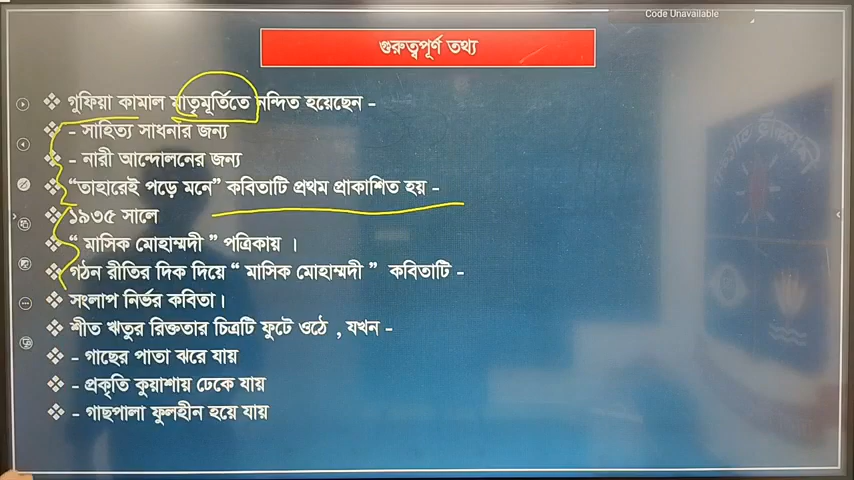 Code Unavailable
গুরুত্বপূর্ণ তথ্য
❖ গুফিয়া কামাল মাতৃমূর্তিতে নন্দিত হয়েছেন -
❖ - সাহিত্য সাধনার জন্য
❖ - নারী আন্দোলনের জন্য
❖ “তাহারেই পড়ে মনে” কবিতাটি প্রথম প্রাকাশিত হয় -
❖ ১৯৩৫ সালে
❖ “ মাসিক মোহাম্মদী ” পত্রিকায় ।
❖ গঠন রীতির দিক দিয়ে “ মাসিক মোহাম্মদী ” কবিতাটি -
❖ সংলাপ নির্ভর কবিতা।
❖ শীত ঋতুর রিক্ততার চিত্রটি ফুটে ওঠে , যখন -
❖ - গাছের পাতা ঝরে যায়
❖ - প্রকৃতি কুয়াশায় ঢেকে যায়
❖ - গাছপালা ফুলহীন হয়ে যায়